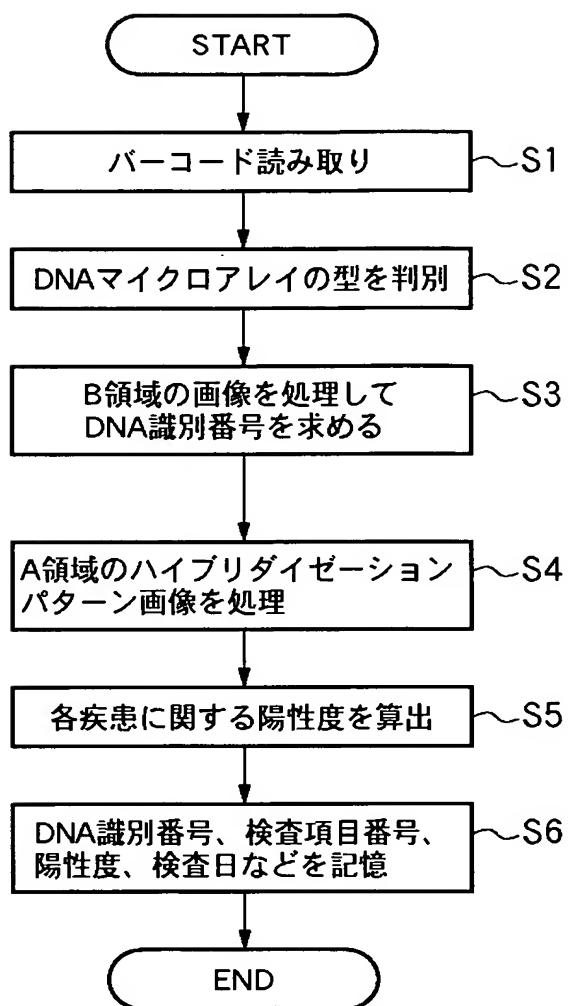 START
バーコード読み取り
S1
DNAマイクロアレイの型を判別
S2
B領域の画像を処理して
DNA識別番号を求める
S3
A領域のハイブリダイゼーション
パターン画像を処理
S4
各疾患に関する陽性度を算出
S5
DNA識別番号、検査項目番号、
陽性度、検査日などを記憶
S6
END